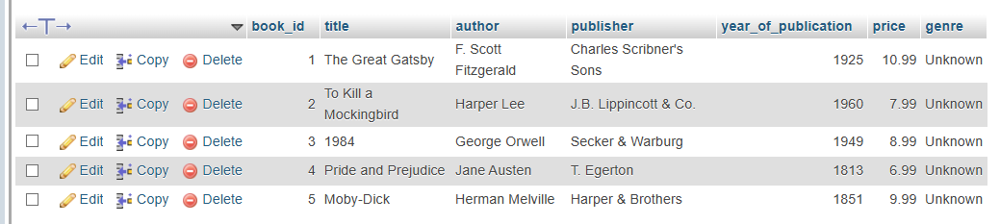 ←T→ book_id title author publisher year_of_publication price genre
Edit Copy Delete 1 The Great Gatsby F. Scott Fitzgerald Charles Scribner's Sons 1925 10.99 Unknown
Edit Copy Delete 2 To Kill a Mockingbird Harper Lee J.B. Lippincott & Co. 1960 7.99 Unknown
Edit Copy Delete 3 1984 George Orwell Secker & Warburg 1949 8.99 Unknown
Edit Copy Delete 4 Pride and Prejudice Jane Austen T. Egerton 1813 6.99 Unknown
Edit Copy Delete 5 Moby-Dick Herman Melville Harper & Brothers 1851 9.99 Unknown